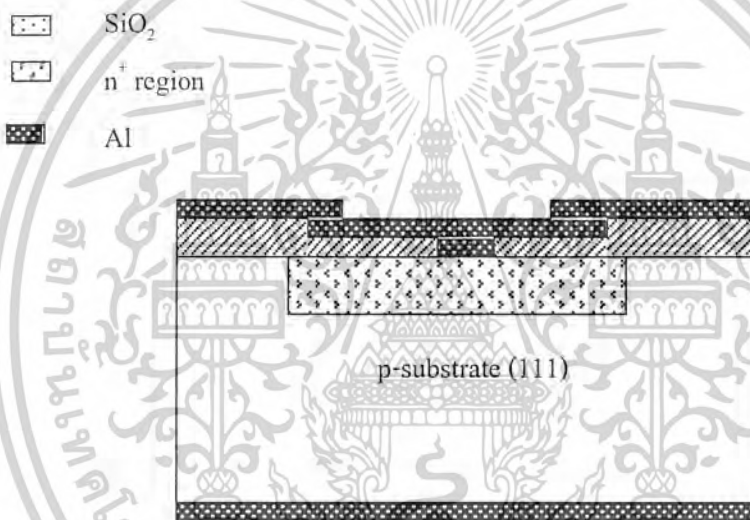 SiO₂
n⁺ region
Al
p-substrate (111)